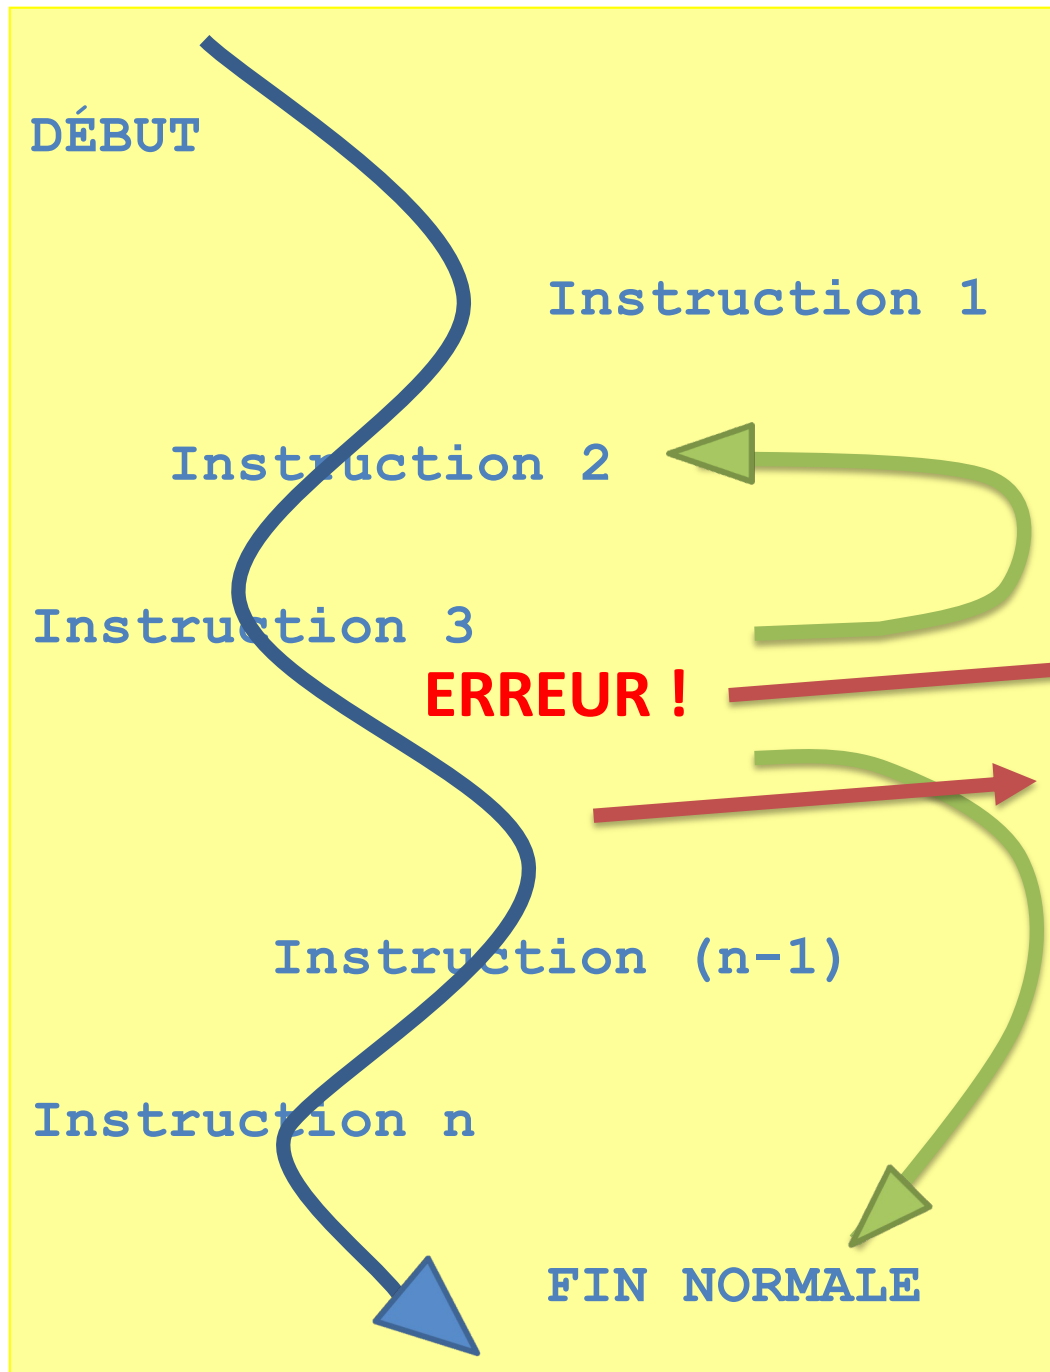 DÉBUT
Instruction 1
Instruction 2
Instruction 3
ERREUR !
Instruction (n-1)
Instruction n
FIN NORMALE